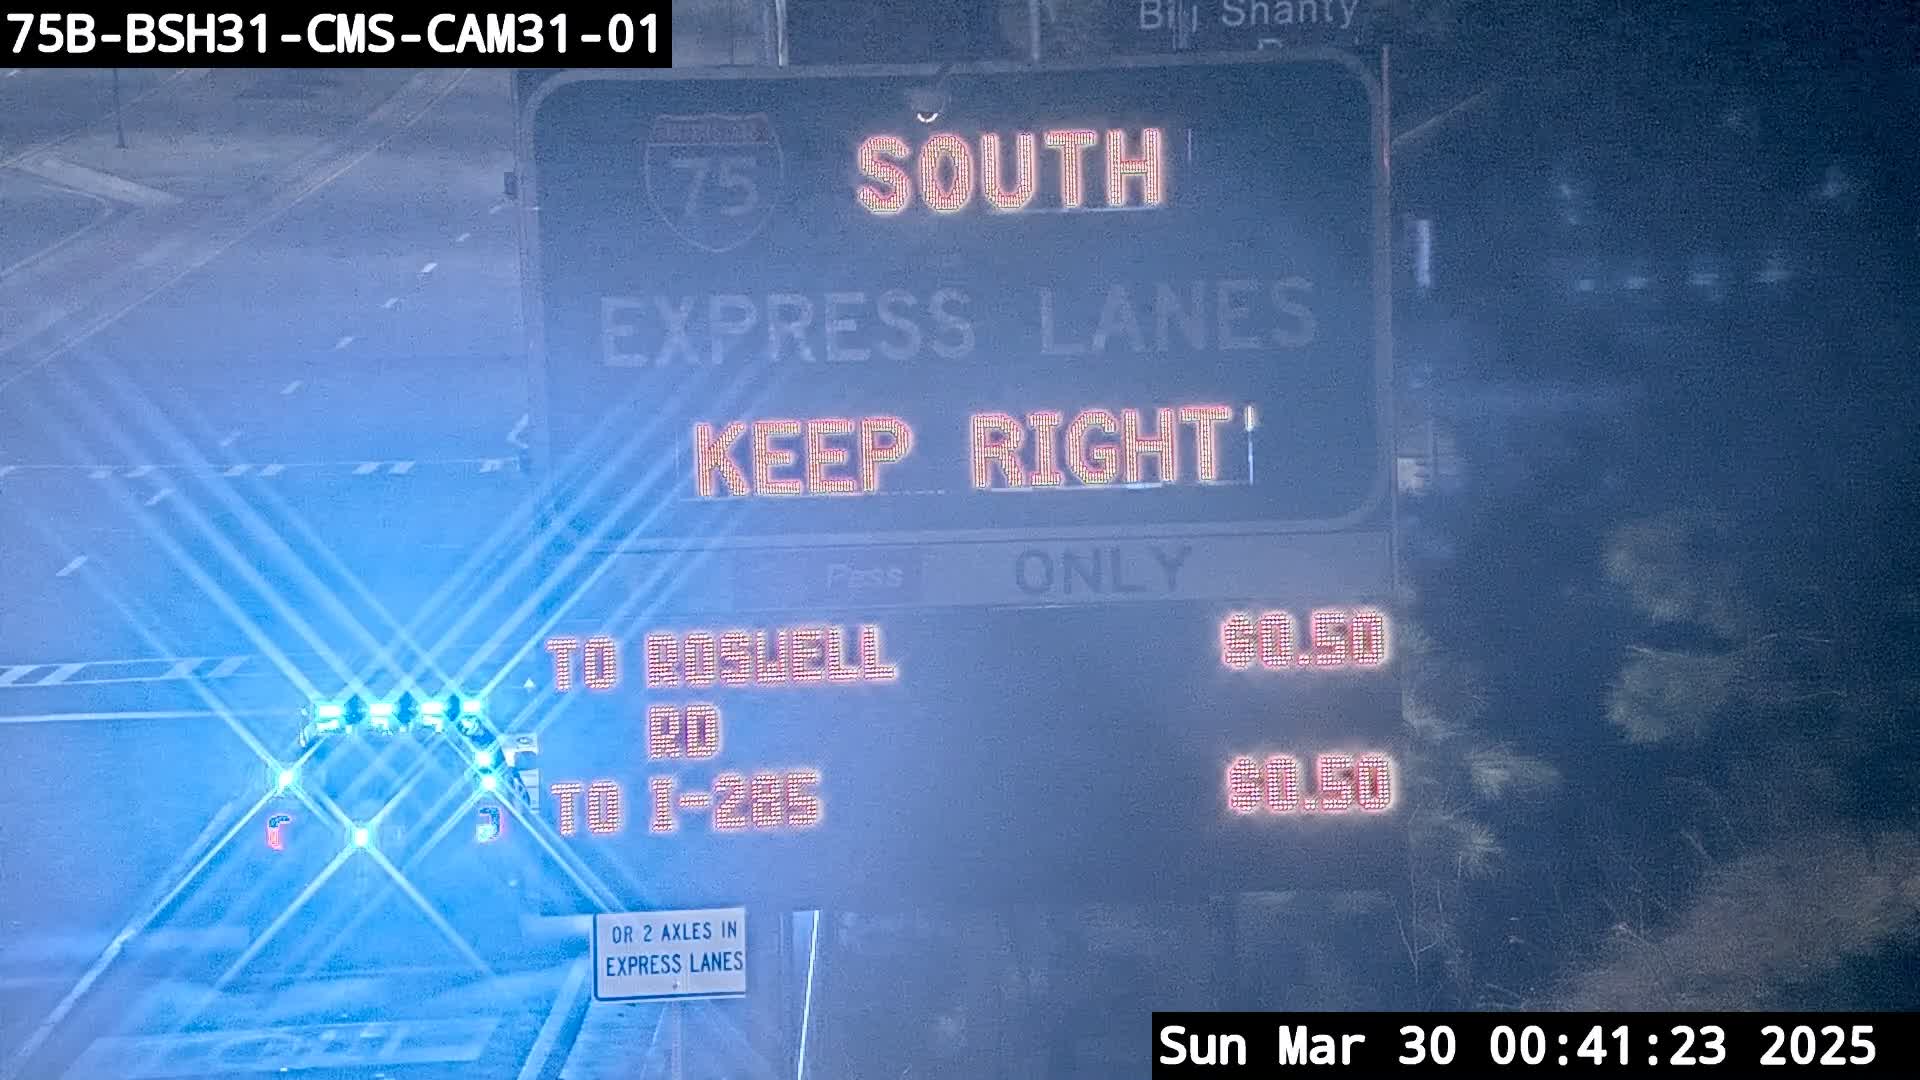 75B-BSH31-CMS-CAM31-01
Shanty
75 SOUTH
EXPRESS LANES
KEEP RIGHT
Pass ONLY
TO ROSWELL $0.50
RD
TO I-285 $0.50
OR 2 AXLES IN
EXPRESS LANES
Sun Mar 30 00:41:23 2025